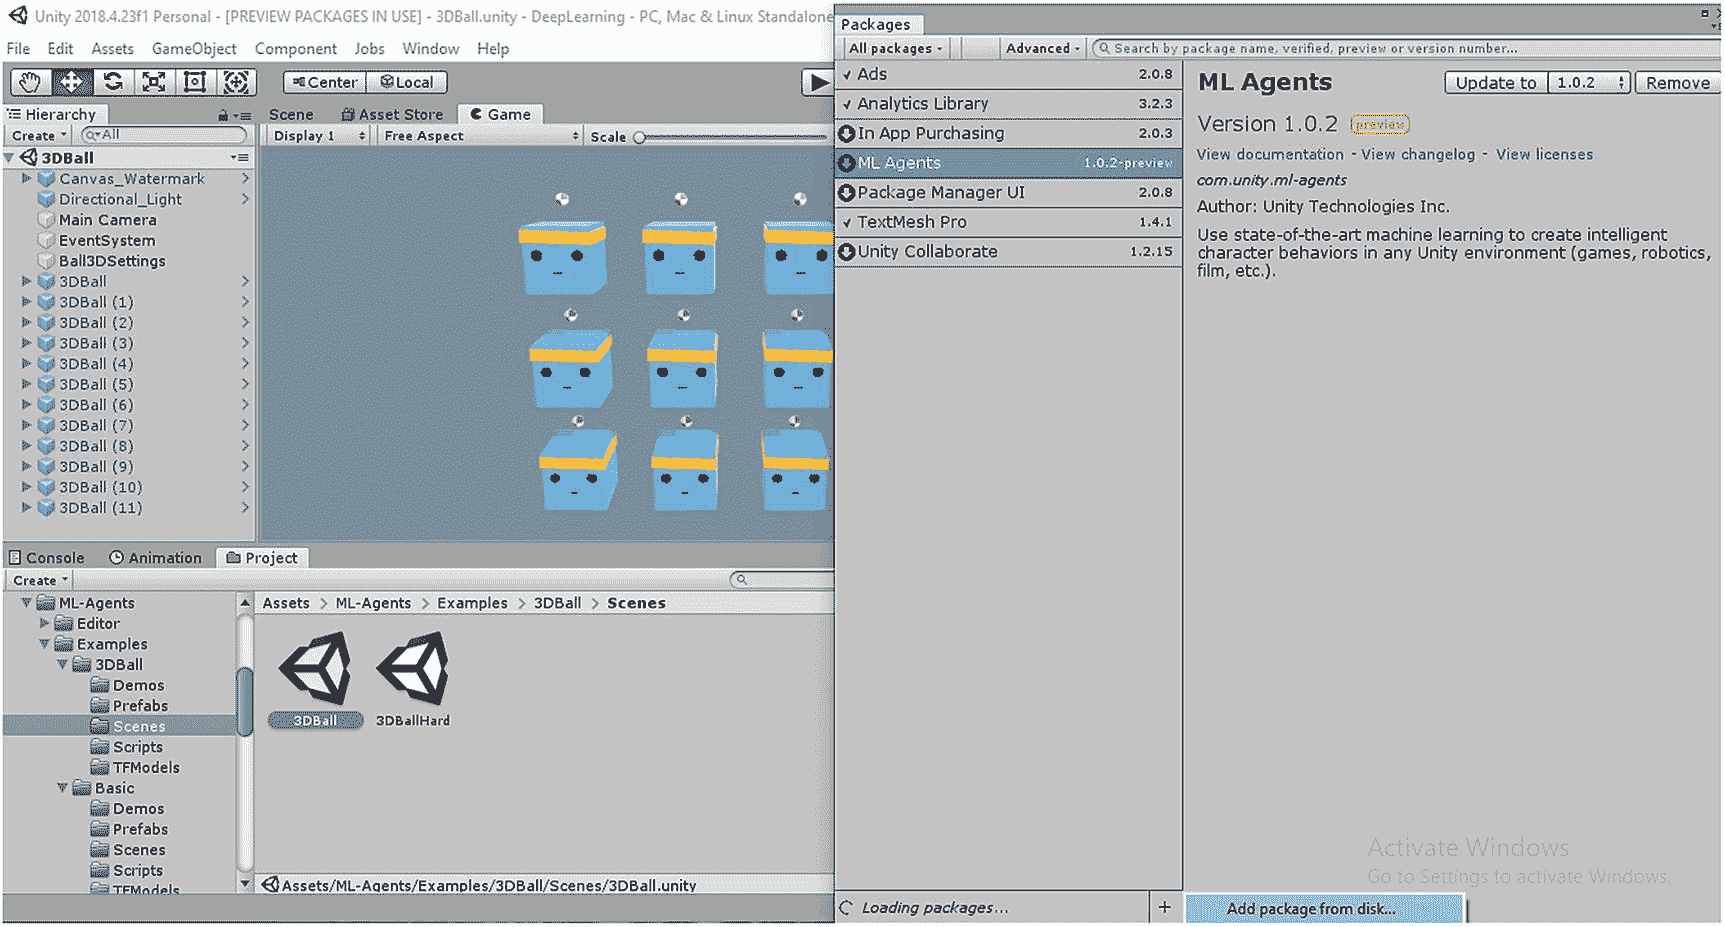 Unity 2018.4.23f1 Personal - [PREVIEW PACKAGES IN USE] - 3DBall.unity - DeepLearning - PC, Mac & Linux Standalone
File Edit Assets GameObject Component Jobs Window Help
Center Local
Hierarchy
Create All
3DBall
Canvas_Watermark
Directional_Light
Main Camera
EventSystem
Ball3DSettings
3DBall
3DBall (1)
3DBall (2)
3DBall (3)
3DBall (4)
3DBall (5)
3DBall (6)
3DBall (7)
3DBall (8)
3DBall (9)
3DBall (10)
3DBall (11)
Scene Asset Store Game
Display 1 Free Aspect Scale
Console Animation Project
Create
ML-Agents
Editor
Examples
3DBall
Demos
Prefabs
Scenes
Scripts
TFModels
Basic
Demos
Prefabs
Scenes
Scripts
TFModels
Assets > ML-Agents > Examples > 3DBall > Scenes
3DBall 3DBallHard
Assets/ML-Agents/Examples/3DBall/Scenes/3DBall.unity
Packages
All packages Advanced Search by package name, verified, preview or version number...
Ads 2.0.8
Analytics Library 3.2.3
In App Purchasing 2.0.3
ML Agents 1.0.2-preview
Package Manager UI 2.0.8
TextMesh Pro 1.4.1
Unity Collaborate 1.2.15
Loading packages... +
ML Agents Update to 1.0.2 Remove
Version 1.0.2 preview
View documentation - View changelog - View licenses
com.unity.ml-agents
Author: Unity Technologies Inc.
Use state-of-the-art machine learning to create intelligent
character behaviors in any Unity environment (games, robotics,
film, etc.).
Activate Windows
Go to Settings to activate Windows.
Add package from disk...